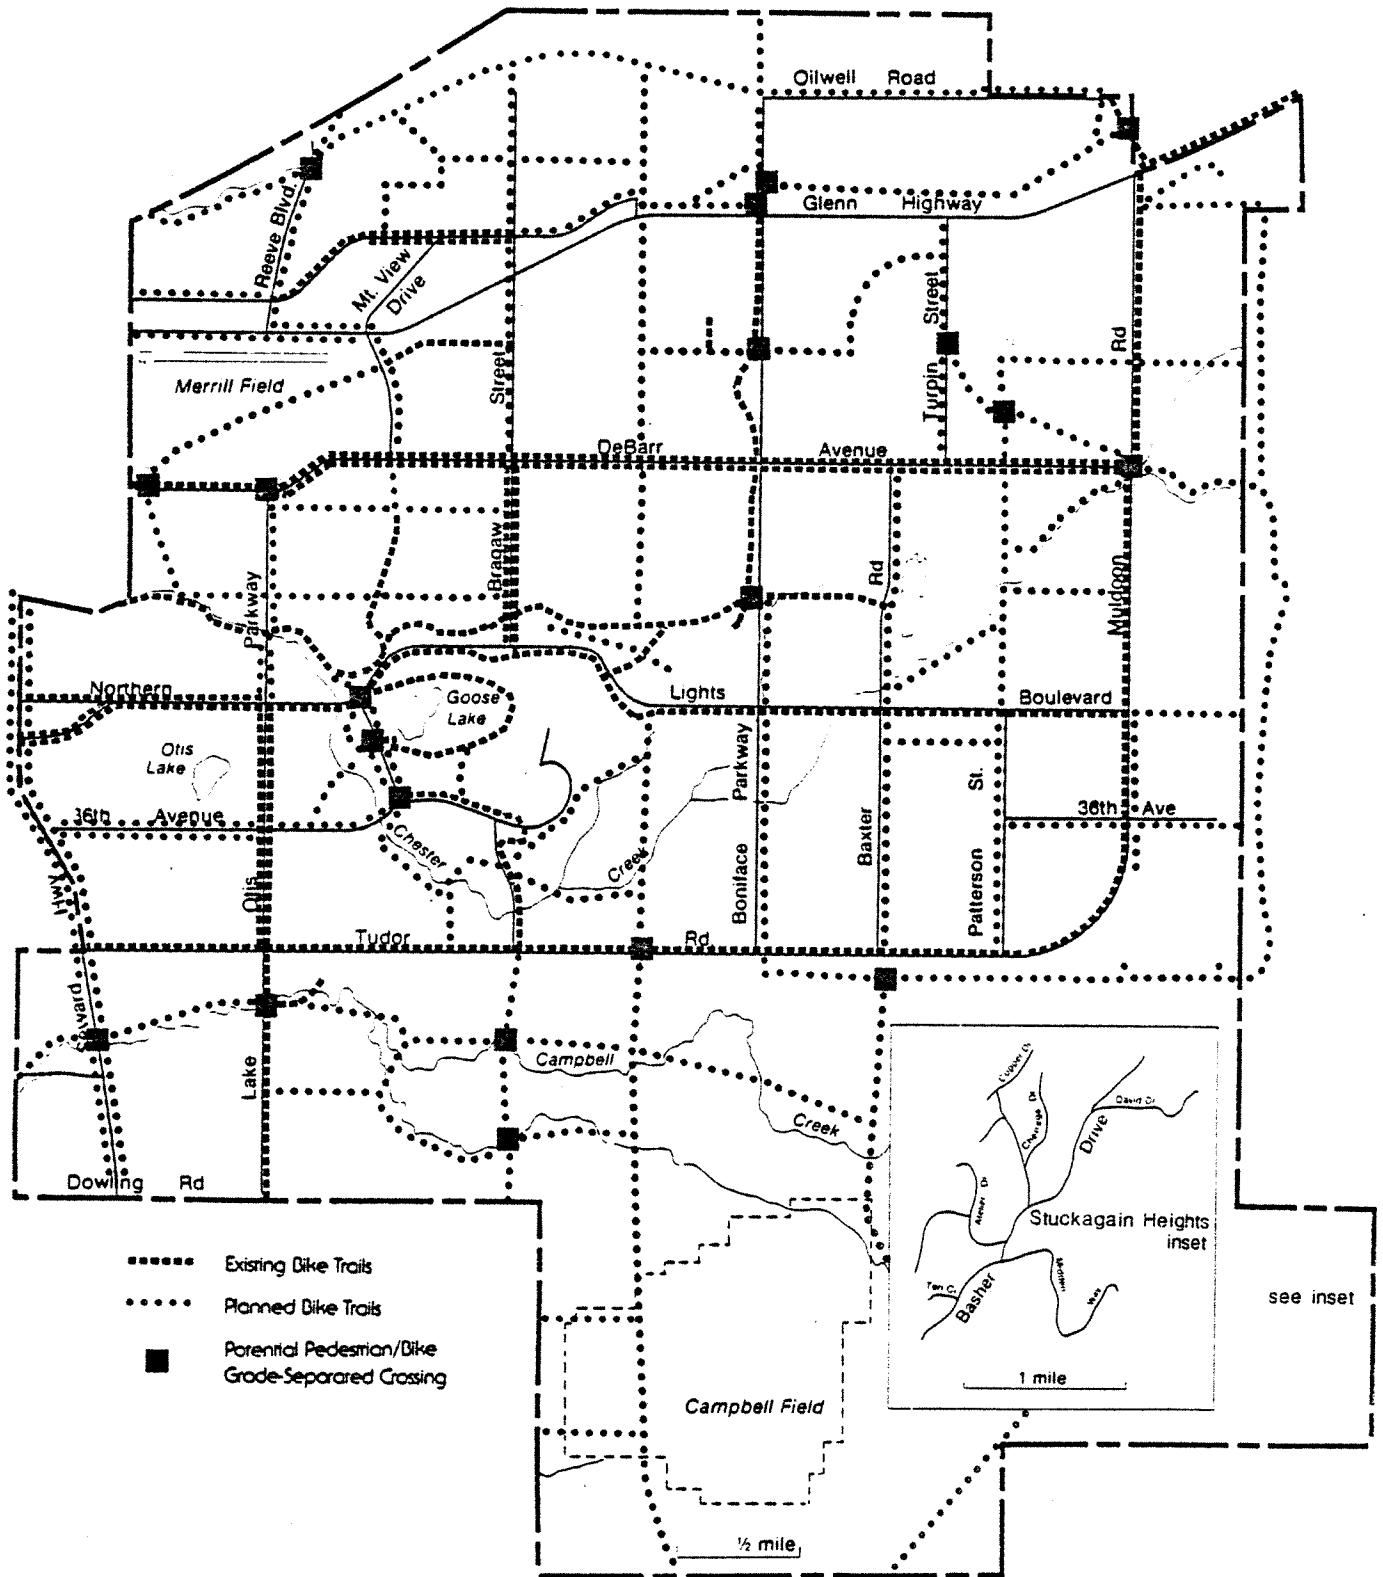 Oilwell Road
Reeve Blvd.
Glenn Highway
Mt. View
Drive
Merrill Field
Street
Turpin Street
Rd
DeBarr Avenue
Parkway
Bragaw
Rd
Muldoon
Northern Lights Boulevard
Goose
Lake
Otis
Lake
Parkway
St.
36th Avenue
36th Ave
Chester
Creek
Baxter
Boniface
Patterson
Hwy
Otis
Tudor Rd
Lake
Campbell
Creek
Dowling Rd
David Dr
Drive
Stuckagain Heights
inset
Basher
Way
see inset
1 mile
Existing Bike Trails
Planned Bike Trails
Potential Pedestrian/Bike
Grade-Separated Crossing
Campbell Field
½ mile